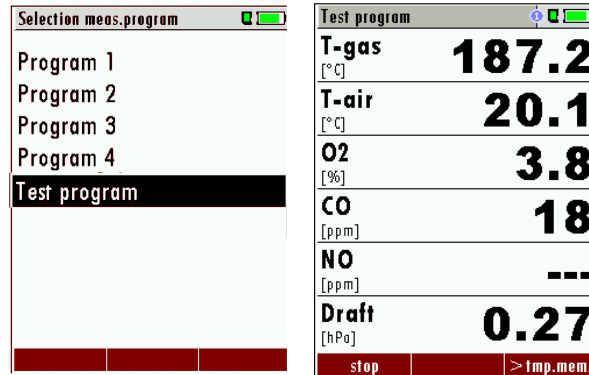 Selection meas.program
Program 1
Program 2
Program 3
Program 4
Test program
Test program
T-gas 187.2
[°C]
T-air 20.1
[°C]
O2 3.8
[%]
CO 18
[ppm]
NO ---
[ppm]
Draft 0.27
[hPa]
stop >tmp.mem.